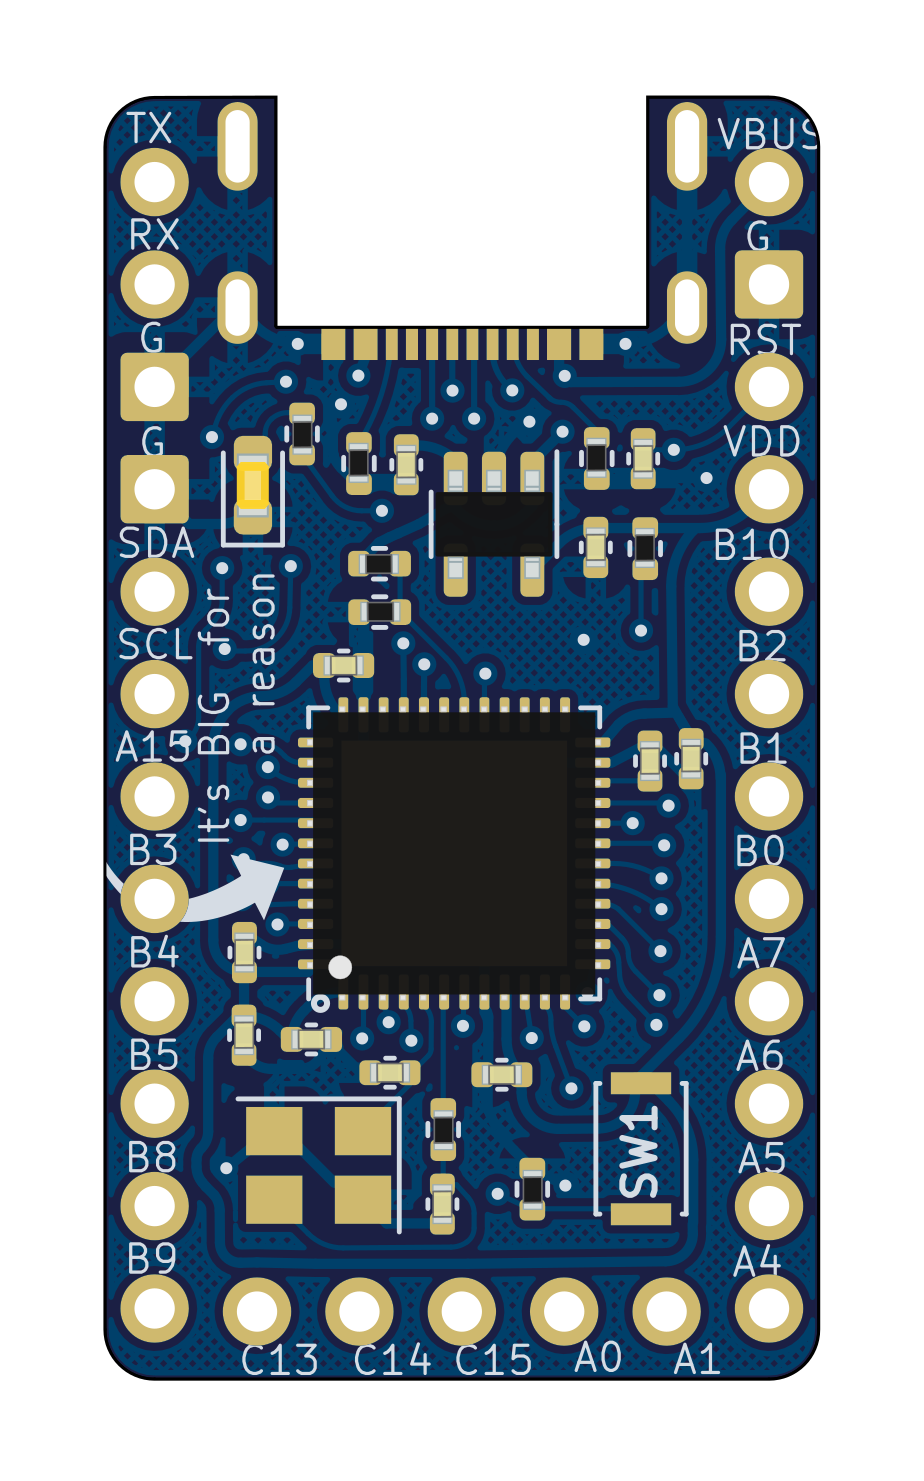 TX
VBUS
RX
G
G
RST
G
VDD
SDA
B10
SCL
B2
A15
B1
It's BIG for
a reason
B3
B0
B4
A7
B5
A6
B8
A5
SW1
B9
A4
C13
C14
C15
A0
A1